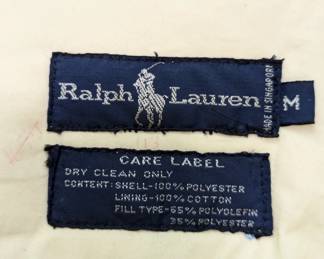 Ralph Lauren
MADE IN SINGAPORE
M
CARE LABEL
DRY CLEAN ONLY
CONTENT: SHELL-100% POLYESTER
LINING-100% COTTON
FILL TYPE-65% POLYOLEFIN
35% POLYESTER